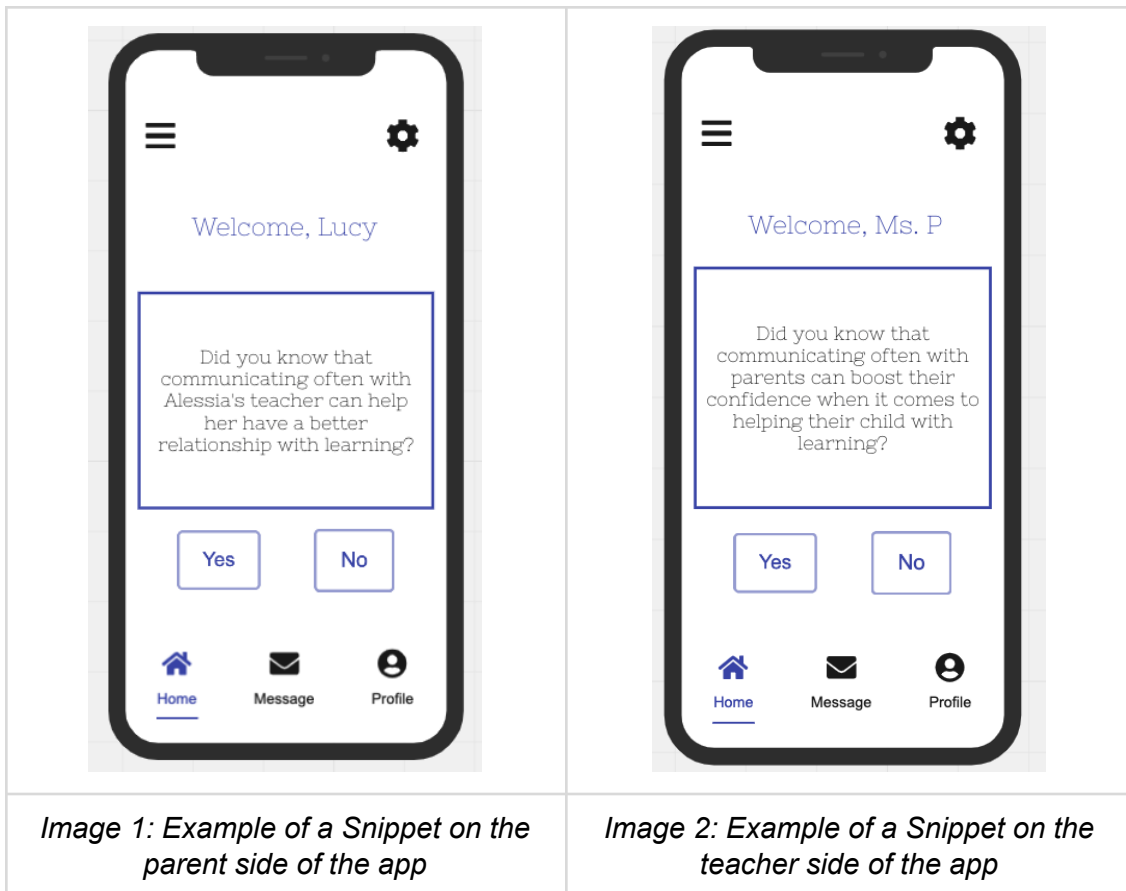 Welcome, Lucy
Did you know that
communicating often with
Alessia's teacher can help
her have a better
relationship with learning?
Yes
No
Home
Message
Profile
Image 1: Example of a Snippet on the
parent side of the app
Welcome, Ms. P
Did you know that
communicating often with
parents can boost their
confidence when it comes to
helping their child with
learning?
Yes
No
Home
Message
Profile
Image 2: Example of a Snippet on the
teacher side of the app